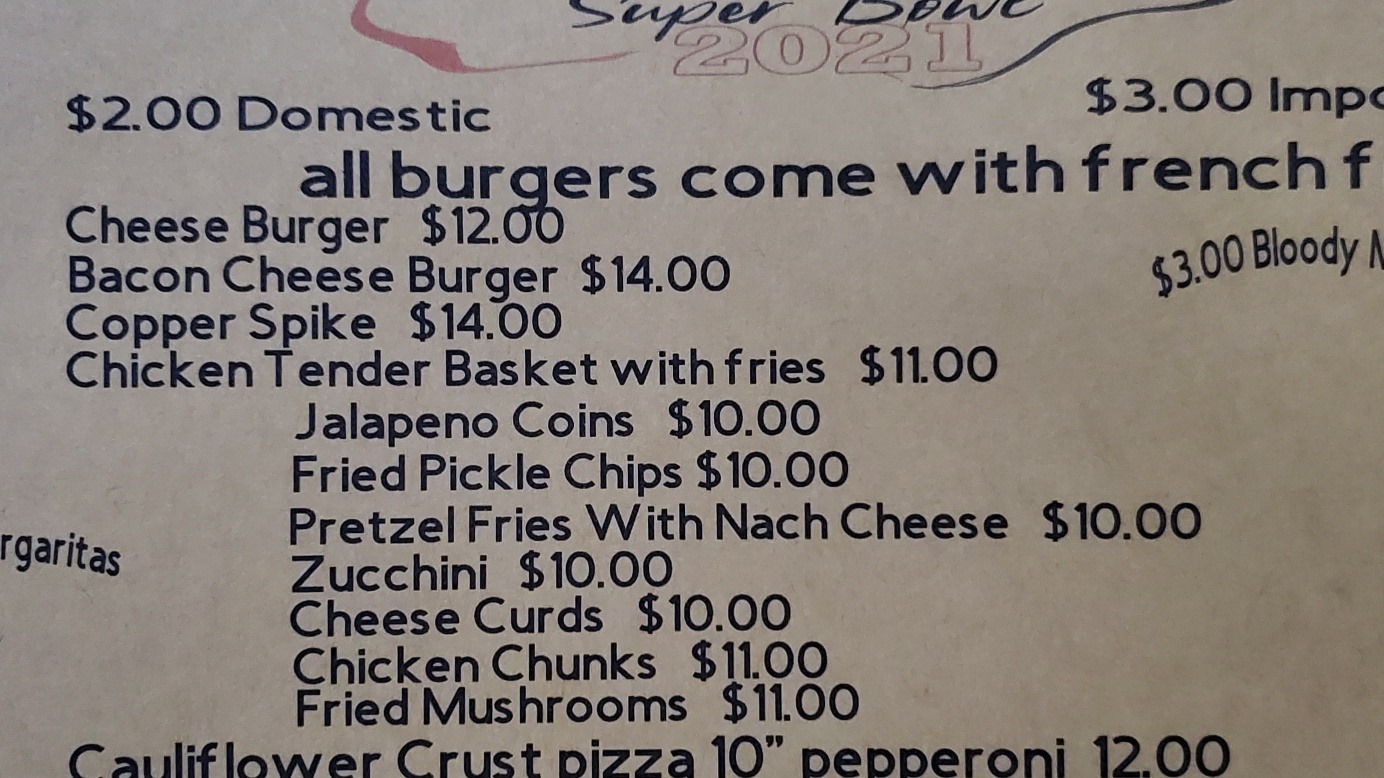 Super Bowl
2021
$2.00 Domestic
$3.00
all burgers come with french
Cheese Burger $12.00
$3.00 Bloody
Bacon Cheese Burger $14.00
Copper Spike $14.00
Chicken Tender Basket with fries $11.00
Jalapeno Coins $10.00
Fried Pickle Chips $10.00
Pretzel Fries With Nach Cheese $10.00
rgaritas
Zucchini $10.00
Cheese Curds $10.00
Chicken Chunks $11.00
Fried Mushrooms $11.00
Cauliflower Crust pizza 10” pepperoni 12.00